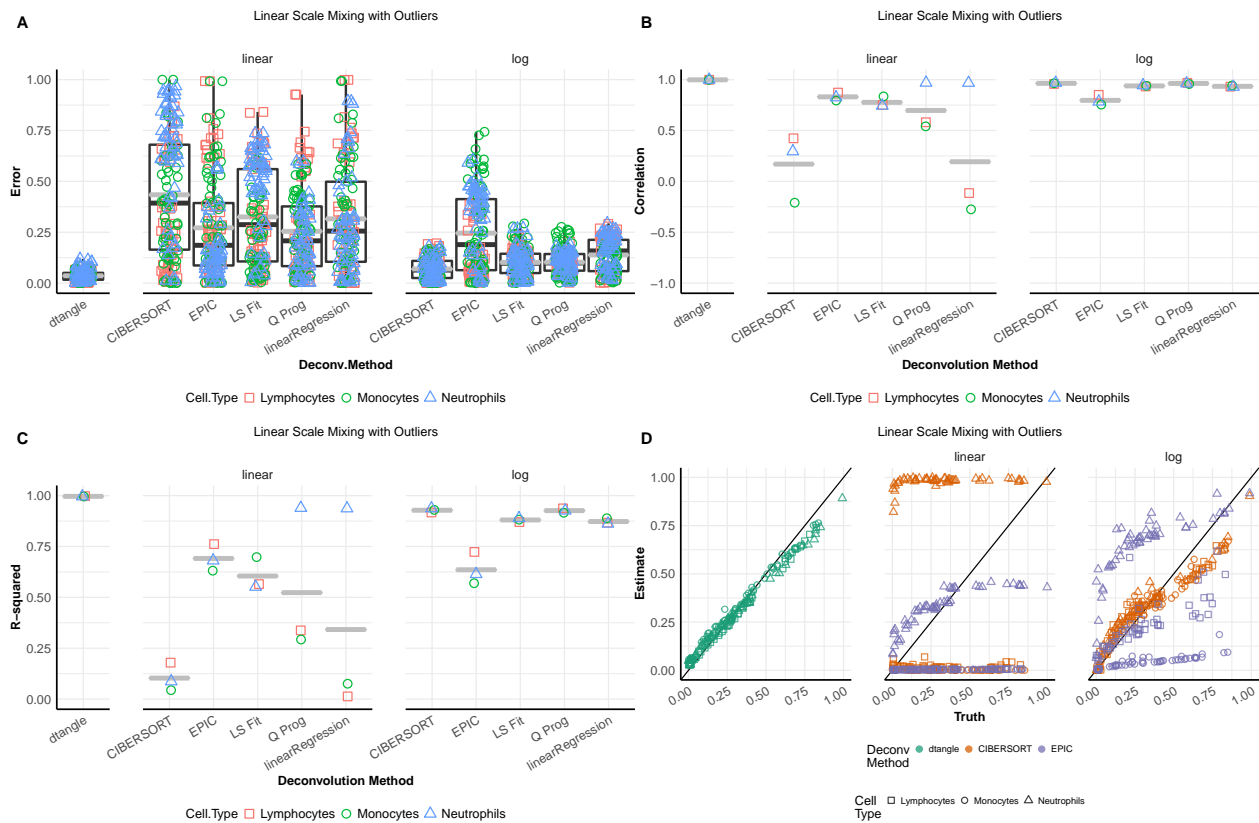 A
Linear Scale Mixing with Outliers
linear
log
Error
1.00
0.75
0.50
0.25
0.00
dtangle
CIBERSORT
EPIC
LS Fit
Q Prog
linearRegression
CIBERSORT
EPIC
LS Fit
Q Prog
linearRegression
Deconv.Method
Cell.Type Lymphocytes Monocytes Neutrophils
B
Linear Scale Mixing with Outliers
linear
log
Correlation
1.0
0.5
0.0
−0.5
−1.0
dtangle
CIBERSORT
EPIC
LS Fit
Q Prog
linearRegression
CIBERSORT
EPIC
LS Fit
Q Prog
linearRegression
Deconvolution Method
Cell.Type Lymphocytes Monocytes Neutrophils
C
Linear Scale Mixing with Outliers
linear
log
R−squared
1.00
0.75
0.50
0.25
0.00
dtangle
CIBERSORT
EPIC
LS Fit
Q Prog
linearRegression
CIBERSORT
EPIC
LS Fit
Q Prog
linearRegression
Deconvolution Method
Cell.Type Lymphocytes Monocytes Neutrophils
D
Linear Scale Mixing with Outliers
linear
log
Estimate
1.00
0.75
0.50
0.25
0.00
0.00 0.25 0.50 0.75 1.00
0.00 0.25 0.50 0.75 1.00
0.00 0.25 0.50 0.75 1.00
Truth
Deconv
Method
dtangle CIBERSORT EPIC
Cell
Type
Lymphocytes Monocytes Neutrophils